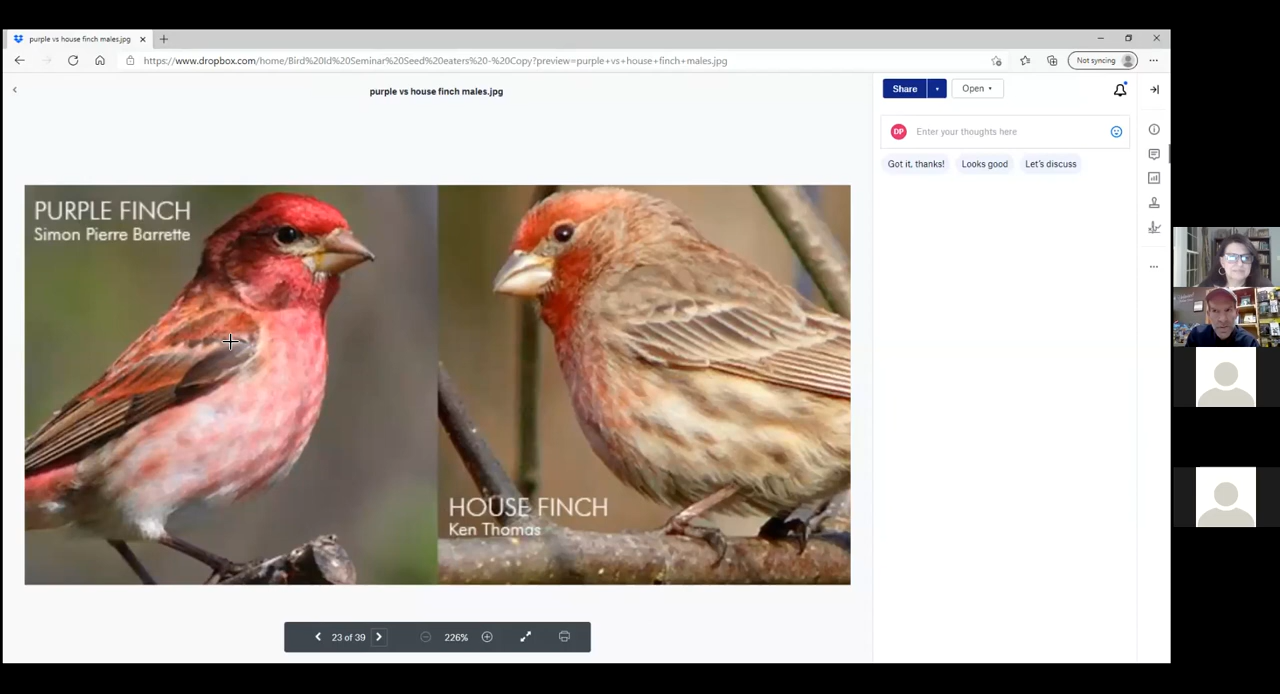 purple vs house finch males.jpg
https://www.dropbox.com/home/Bird%20Id%20Seminar%20Seed%20eaters%20-%20Copy?preview=purple+vs+house+finch+males.jpg
Not syncing
purple vs house finch males.jpg
Share
Open
DP
Enter your thoughts here
Got it, thanks!
Looks good
Let's discuss
PURPLE FINCH
Simon Pierre Barrette
HOUSE FINCH
Ken Thomas
23 of 39
226%